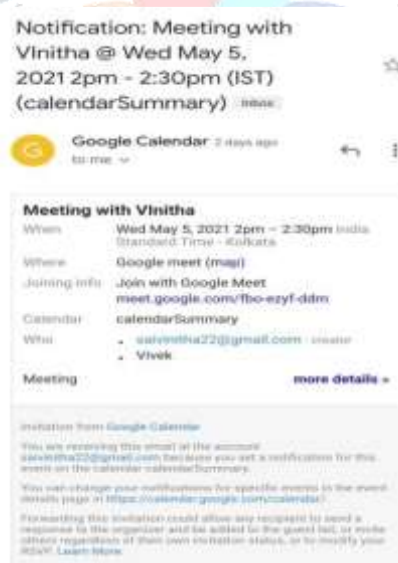 Notification: Meeting with
VInitha @ Wed May 5,
2021 2pm - 2:30pm (IST)
(calendarSummary) Inbox
G
Google Calendar 2 days ago
to me
Meeting with VInitha
When Wed May 5, 2021 2pm – 2:30pm India
Standard Time - Kolkata
Where Google meet (map)
Joining info Join with Google Meet
meet.google.com/fbo-ezyf-ddm
Calendar calendarSummary
Who • saivinitha22@gmail.com - creator
• Vivek
Meeting more details »
Invitation from Google Calendar
You are receiving this email at the account
saivinitha22@gmail.com because you set a notification for this
event on the calendar calendarSummary.
You can change your notifications for specific events in the event
details page in https://calendar.google.com/calendar/
Forwarding this invitation could allow any recipient to send a
response to the organizer and be added to the guest list, or invite
others regardless of their own invitation status, or to modify your
RSVP. Learn More